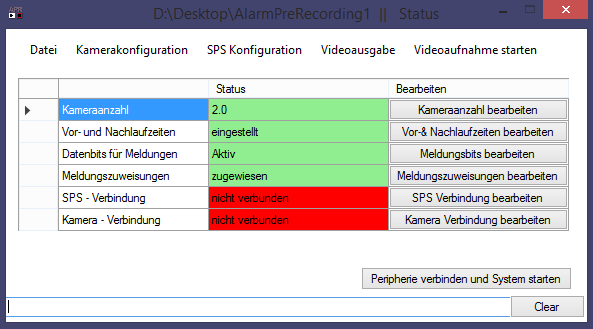 APR
D:\Desktop\AlarmPreRecording1 || Status
Datei Kamerakonfiguration SPS Konfiguration Videoausgabe Videoaufnahme starten
Status Bearbeiten
Kameraanzahl 2.0 Kameraanzahl bearbeiten
Vor- und Nachlaufzeiten eingestellt Vor-& Nachlaufzeiten bearbeiten
Datenbits für Meldungen Aktiv Meldungsbits bearbeiten
Meldungszuweisungen zugewiesen Meldungszuweisungen bearbeiten
SPS - Verbindung nicht verbunden SPS Verbindung bearbeiten
Kamera - Verbindung nicht verbunden Kamera Verbindung bearbeiten
Peripherie verbinden und System starten
Clear